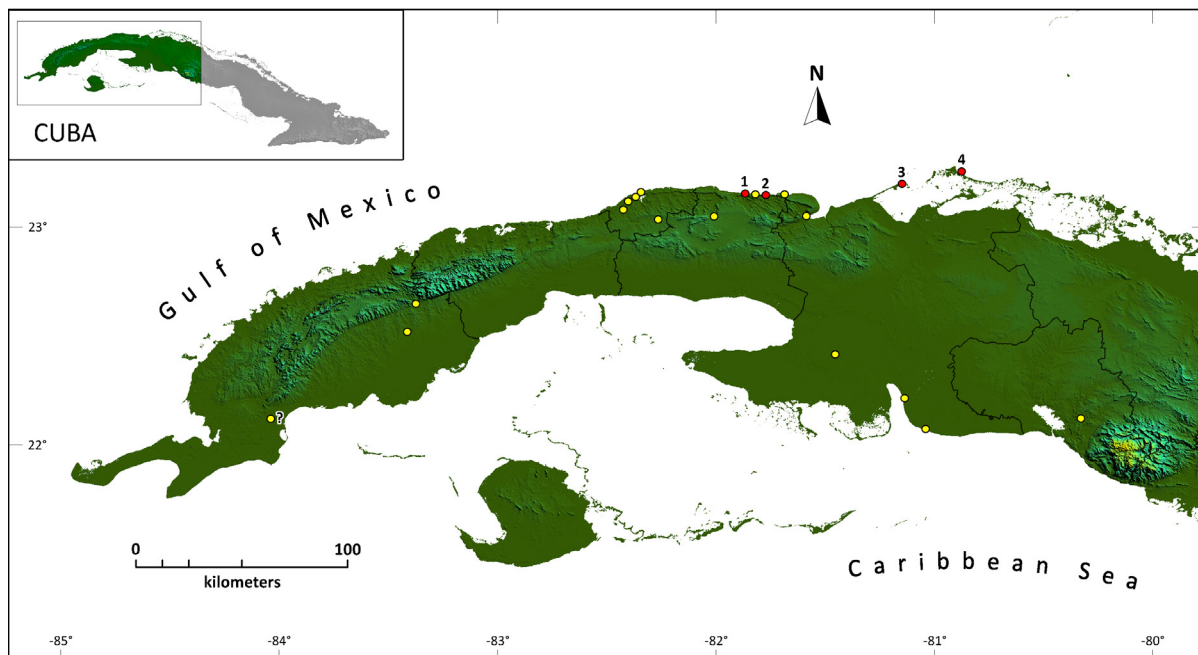 CUBA
N
Gulf of Mexico
1
2
3
4
23°
22°
?
0 100
kilometers
Caribbean Sea
-85° -84° -83° -82° -81° -80°